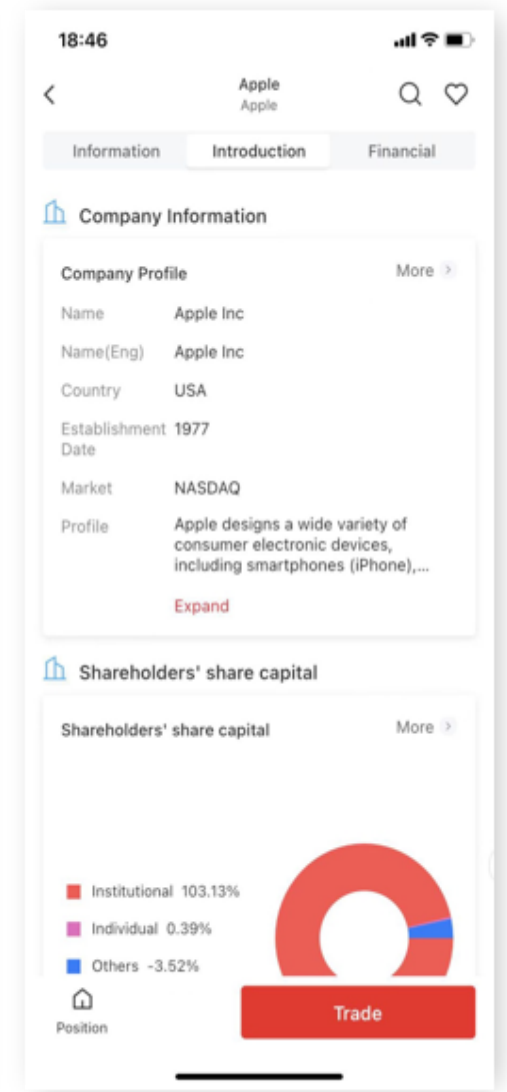 18:46
Apple
Apple
Information Introduction Financial
Company Information
Company Profile More >
Name Apple Inc
Name(Eng) Apple Inc
Country USA
Establishment 1977
Date
Market NASDAQ
Profile Apple designs a wide variety of
consumer electronic devices,
including smartphones (iPhone),...
Expand
Shareholders' share capital
Shareholders' share capital More >
Institutional 103.13%
Individual 0.39%
Others -3.52%
Position
Trade